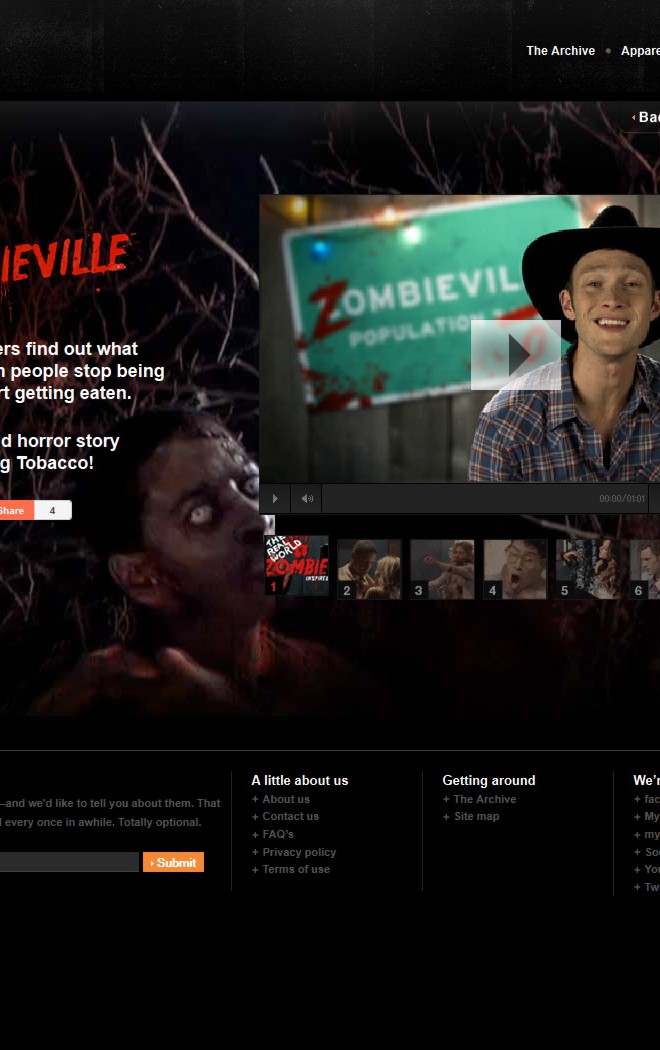 The Archive • Appare
Bac
IEVILLE
ZOMBIEVIL
POPULATION
ers find out what
n people stop being
rt getting eaten.
d horror story
g Tobacco!
Share 4
00:00/01:01
THE
REAL
WORLD
ZOMBIE
INSPIRE
1 2 3 4 5 6
A little about us
+ About us
+ Contact us
+ FAQ's
+ Privacy policy
+ Terms of use
Getting around
+ The Archive
+ Site map
We'r
+ fac
+ My
+ my
+ So
+ You
+ Tw
–and we'd like to tell you about them. That
l every once in awhile. Totally optional.
Submit